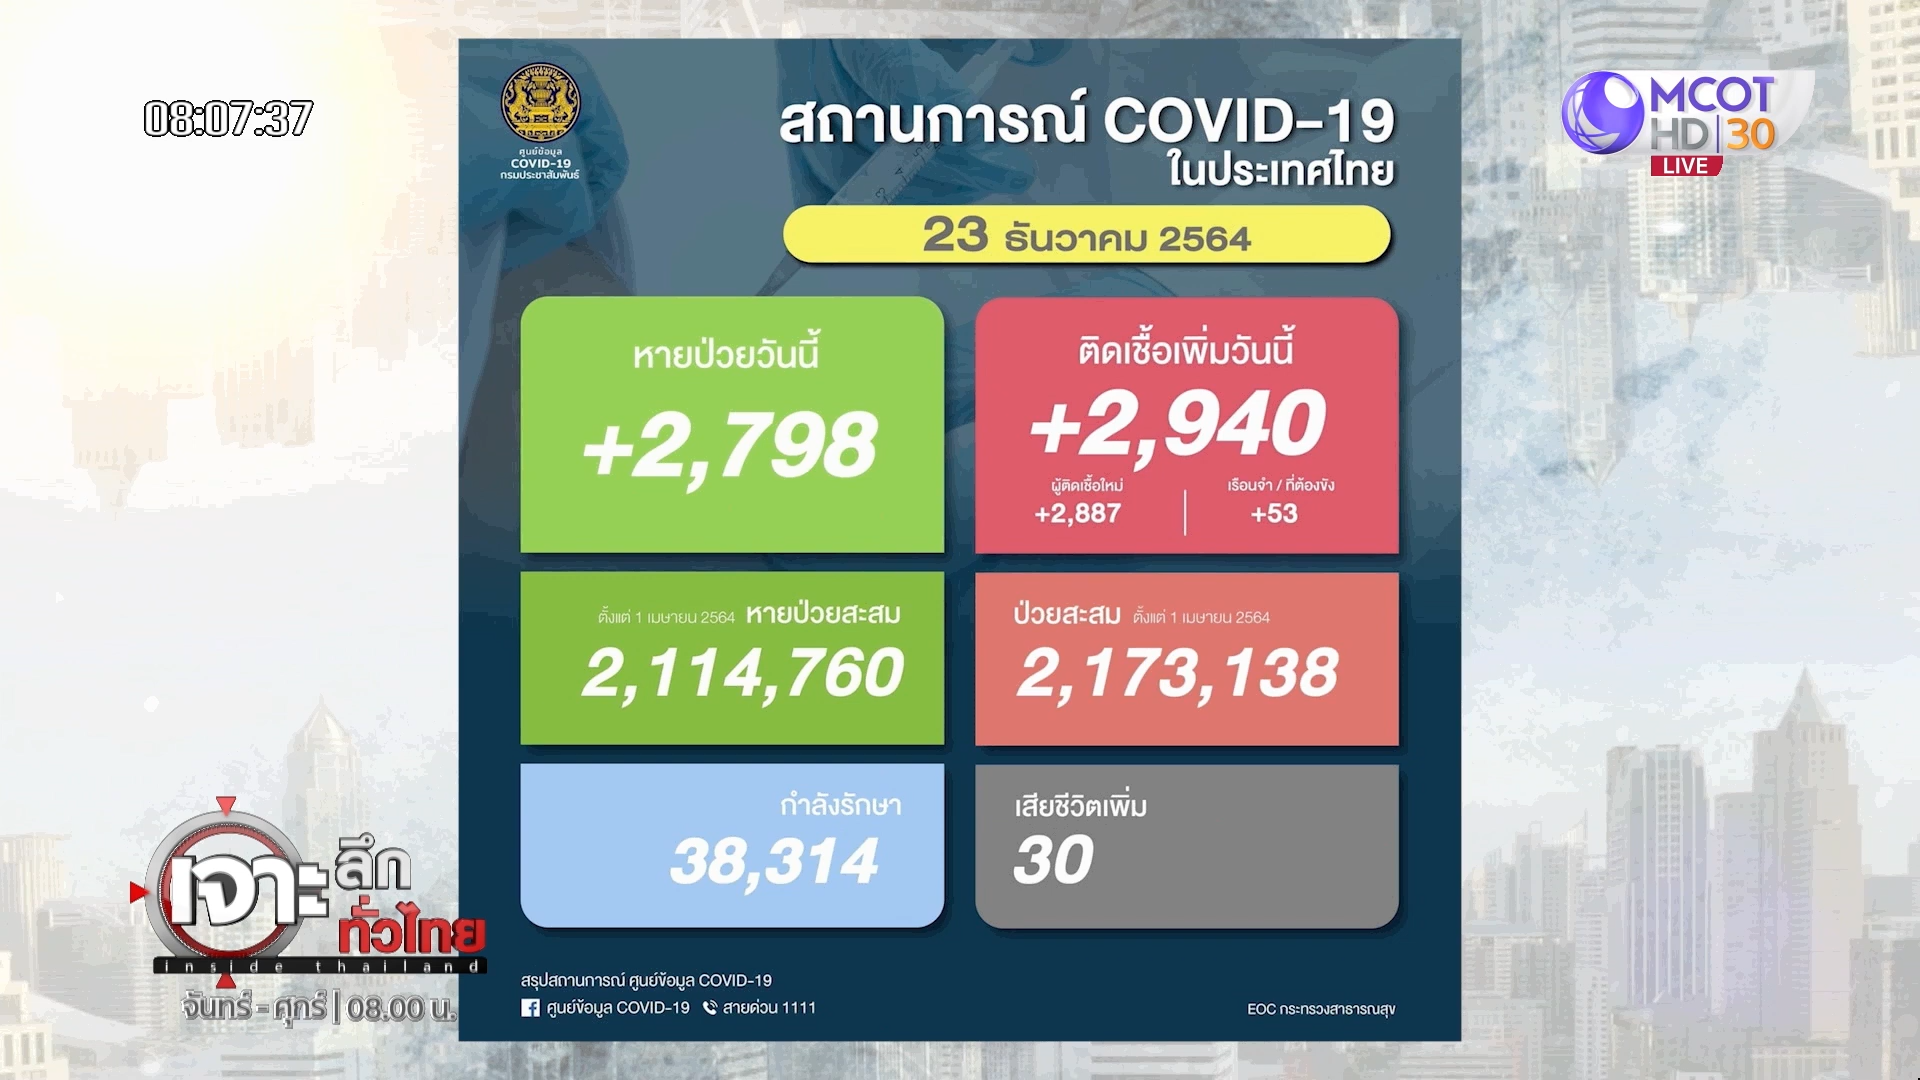 08:07:37
MCOT
HD 30
LIVE
ศูนย์ข้อมูล
COVID-19
กรมประชาสัมพันธ์
สถานการณ์ COVID-19
ในประเทศไทย
23 ธันวาคม 2564
หายป่วยวันนี้
+2,798
ติดเชื้อเพิ่มวันนี้
+2,940
ผู้ติดเชื้อใหม่
+2,887
เรือนจำ / ที่ต้องขัง
+53
ตั้งแต่ 1 เมษายน 2564 หายป่วยสะสม
2,114,760
ป่วยสะสม ตั้งแต่ 1 เมษายน 2564
2,173,138
กำลังรักษา
38,314
เสียชีวิตเพิ่ม
30
เจาะลึก
ทั่วไทย
inside thailand
จันทร์ - ศุกร์ | 08.00 น.
สรุปสถานการณ์ ศูนย์ข้อมูล COVID-19
ศูนย์ข้อมูล COVID-19 สายด่วน 1111
EOC กระทรวงสาธารณสุข